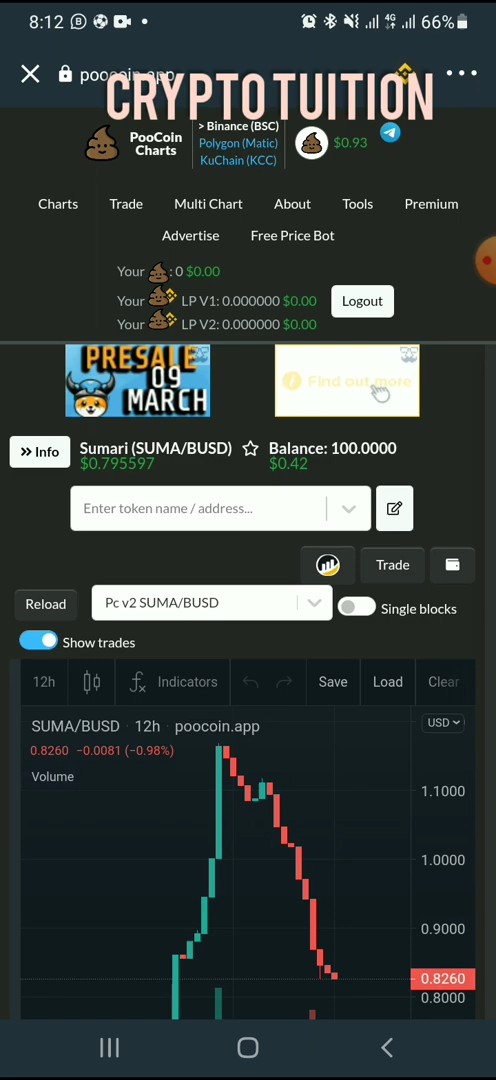 8:12
4G
66%
poocoin.app
CRYPTO TUITION
PooCoin
Charts
> Binance (BSC)
Polygon (Matic)
KuChain (KCC)
$0.93
Charts
Trade
Multi Chart
About
Tools
Premium
Advertise
Free Price Bot
Your : 0 $0.00
Your LP V1: 0.000000 $0.00
Your LP V2: 0.000000 $0.00
Logout
PRESALE
09
MARCH
Find out more
>> Info
Sumari (SUMA/BUSD)
$0.795597
Balance: 100.0000
$0.42
Enter token name / address...
Trade
Reload
Pc v2 SUMA/BUSD
Single blocks
Show trades
12h
Indicators
Save
Load
Clear
SUMA/BUSD · 12h · poocoin.app
USD
0.8260 −0.0081 (−0.98%)
Volume
1.1000
1.0000
0.9000
0.8260
0.8000